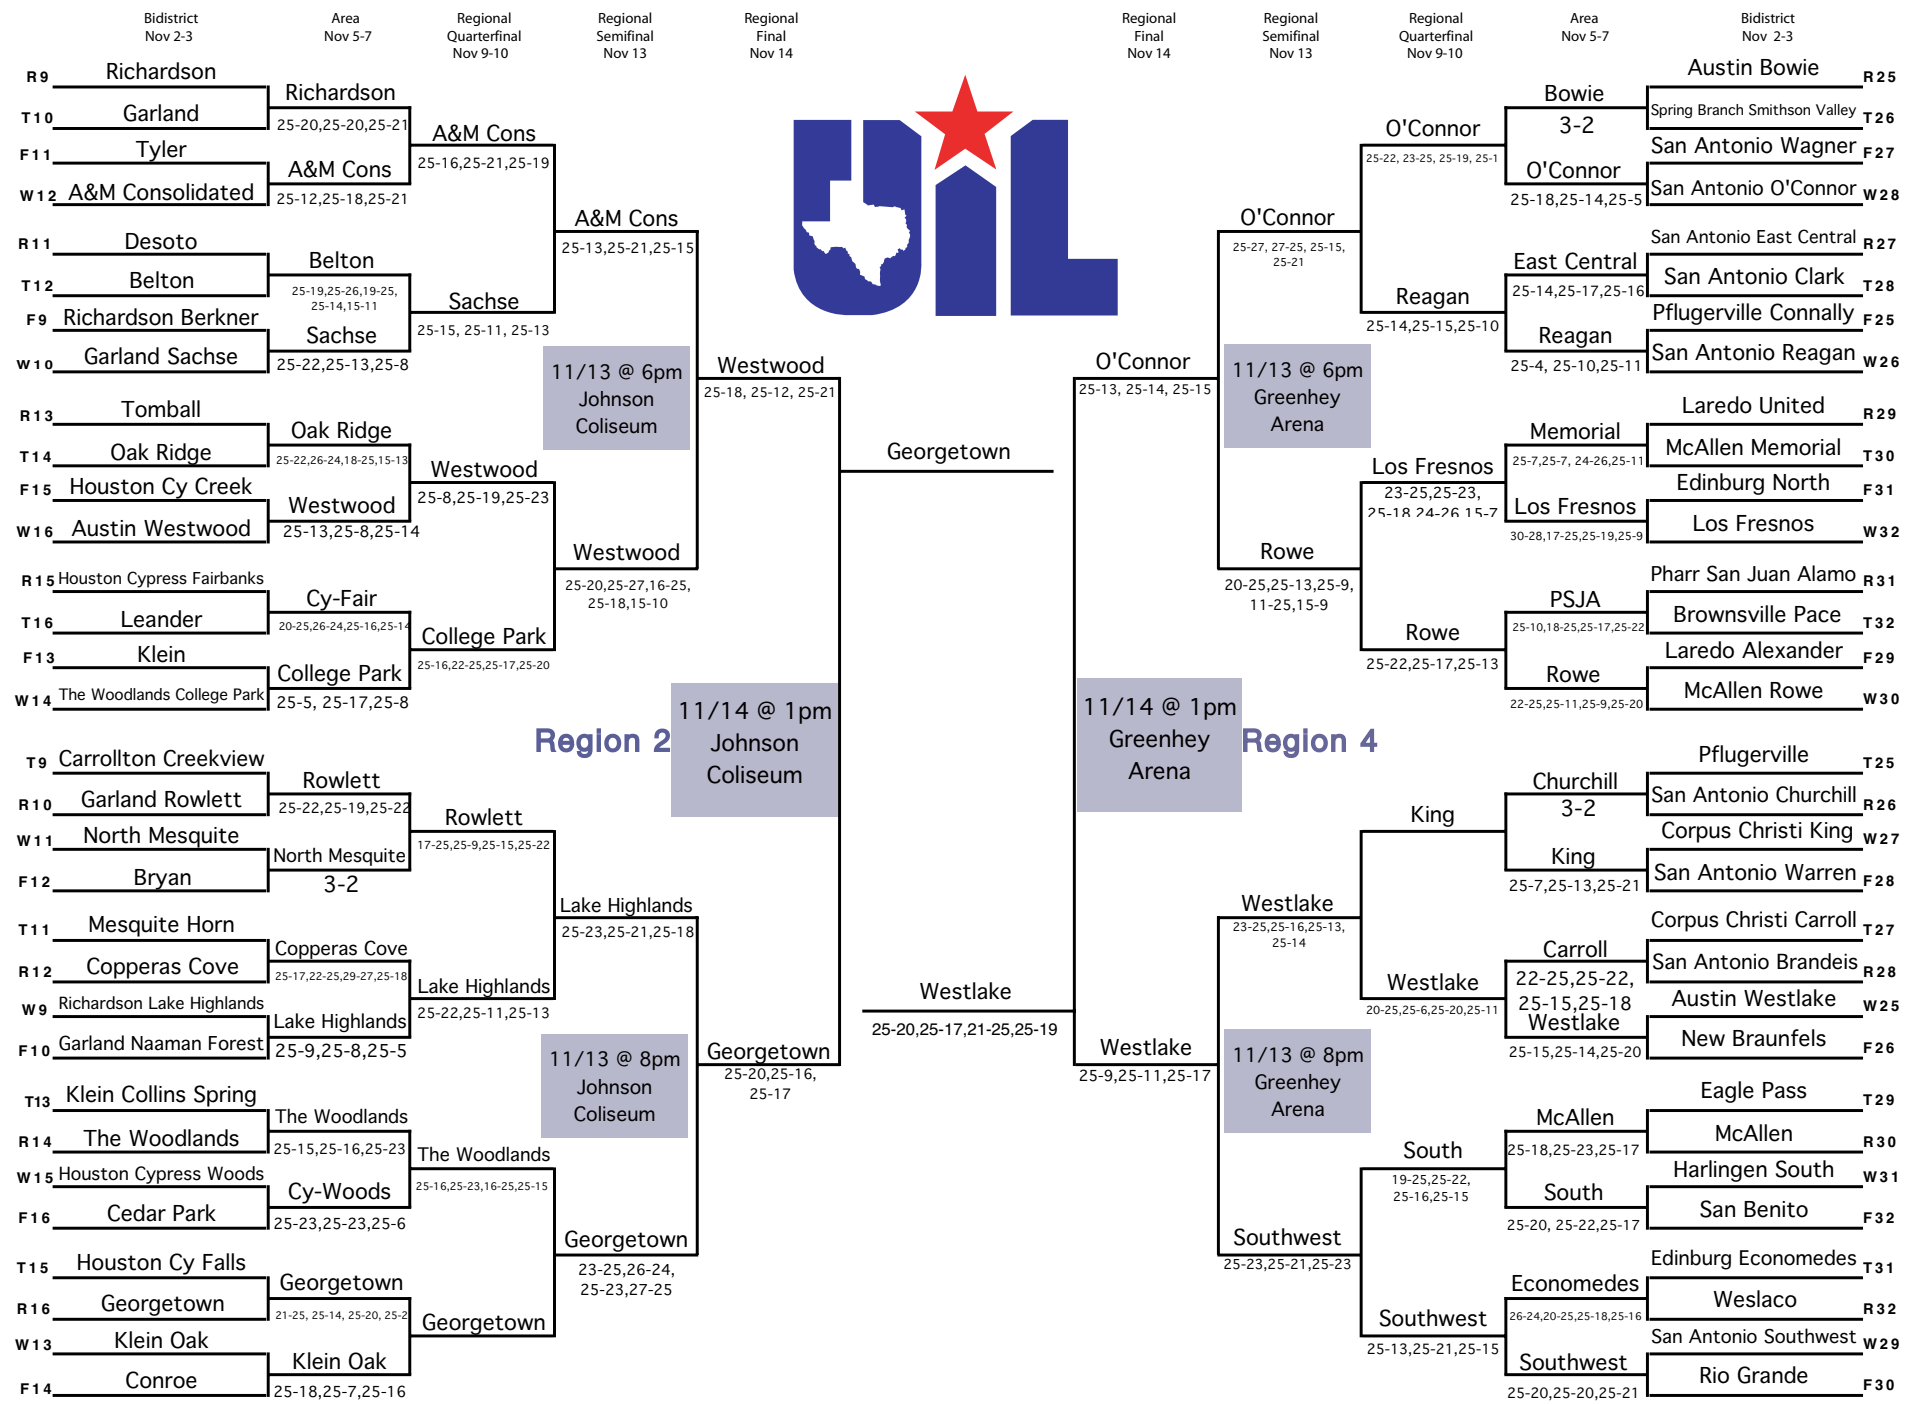 Bidistrict
Nov 2-3
Area
Nov 5-7
Regional
Quarterfinal
Nov 9-10
Regional
Semifinal
Nov 13
Regional
Final
Nov 14
Regional
Final
Nov 14
Regional
Semifinal
Nov 13
Regional
Quarterfinal
Nov 9-10
Area
Nov 5-7
Bidistrict
Nov 2-3
R9 Richardson
T10 Garland
F11 Tyler
W12 A&M Consolidated
R11 Desoto
T12 Belton
F9 Richardson Berkner
W10 Garland Sachse
R13 Tomball
T14 Oak Ridge
F15 Houston Cy Creek
W16 Austin Westwood
R15 Houston Cypress Fairbanks
T16 Leander
F13 Klein
W14 The Woodlands College Park
T9 Carrollton Creekview
R10 Garland Rowlett
W11 North Mesquite
F12 Bryan
T11 Mesquite Horn
R12 Copperas Cove
W9 Richardson Lake Highlands
F10 Garland Naaman Forest
T13 Klein Collins Spring
R14 The Woodlands
W15 Houston Cypress Woods
F16 Cedar Park
T15 Houston Cy Falls
R16 Georgetown
W13 Klein Oak
F14 Conroe
Richardson
25-20,25-20,25-21
A&M Cons
25-12,25-18,25-21
Belton
25-19,25-26,19-25,
25-14,15-11
Sachse
25-22,25-13,25-8
Oak Ridge
25-22,26-24,18-25,15-13
Westwood
25-13,25-8,25-14
Cy-Fair
20-25,26-24,25-16,25-14
College Park
25-5, 25-17,25-8
Rowlett
25-22,25-19,25-22
North Mesquite
3-2
Copperas Cove
25-17,22-25,29-27,25-18
Lake Highlands
25-9,25-8,25-5
The Woodlands
25-15,25-16,25-23
Cy-Woods
25-23,25-23,25-6
Georgetown
21-25, 25-14, 25-20, 25-2
Klein Oak
25-18,25-7,25-16
A&M Cons
25-16,25-21,25-19
Sachse
25-15, 25-11, 25-13
Westwood
25-8,25-19,25-23
College Park
25-16,22-25,25-17,25-20
Rowlett
17-25,25-9,25-15,25-22
Lake Highlands
25-22,25-11,25-13
The Woodlands
25-16,25-23,16-25,25-15
Georgetown
A&M Cons
25-13,25-21,25-15
11/13 @ 6pm
Johnson
Coliseum
Westwood
25-20,25-27,16-25,
25-18,15-10
Region 2
Lake Highlands
25-23,25-21,25-18
11/13 @ 8pm
Johnson
Coliseum
Georgetown
23-25,26-24,
25-23,27-25
Westwood
25-18, 25-12, 25-21
11/14 @ 1pm
Johnson
Coliseum
Georgetown
25-20,25-16,
25-17
UIL
Georgetown
Westlake
25-20,25-17,21-25,25-19
O'Connor
25-13, 25-14, 25-15
11/14 @ 1pm
Greenhey
Arena
Westlake
25-9,25-11,25-17
O'Connor
25-27, 27-25, 25-15,
25-21
11/13 @ 6pm
Greenhey
Arena
Rowe
20-25,25-13,25-9,
11-25,15-9
Region 4
Westlake
23-25,25-16,25-13,
25-14
11/13 @ 8pm
Greenhey
Arena
Southwest
25-23,25-21,25-23
O'Connor
25-22, 23-25, 25-19, 25-1
Reagan
25-14,25-15,25-10
Los Fresnos
23-25,25-23,
25-18,24-26,15-7
Rowe
25-22,25-17,25-13
King
Westlake
20-25,25-6,25-20,25-11
South
19-25,25-22,
25-16,25-15
Southwest
25-13,25-21,25-15
Bowie
3-2
O'Connor
25-18,25-14,25-5
East Central
25-14,25-17,25-16
Reagan
25-4, 25-10,25-11
Memorial
25-7,25-7, 24-26,25-11
Los Fresnos
30-28,17-25,25-19,25-9
PSJA
25-10,18-25,25-17,25-22
Rowe
22-25,25-11,25-9,25-20
Churchill
3-2
King
25-7,25-13,25-21
Carroll
22-25,25-22,
25-15,25-18
Westlake
25-15,25-14,25-20
McAllen
25-18,25-23,25-17
South
25-20, 25-22,25-17
Economedes
26-24,20-25,25-18,25-16
Southwest
25-20,25-20,25-21
Austin Bowie R25
Spring Branch Smithson Valley T26
San Antonio Wagner F27
San Antonio O'Connor W28
San Antonio East Central R27
San Antonio Clark T28
Pflugerville Connally F25
San Antonio Reagan W26
Laredo United R29
McAllen Memorial T30
Edinburg North F31
Los Fresnos W32
Pharr San Juan Alamo R31
Brownsville Pace T32
Laredo Alexander F29
McAllen Rowe W30
Pflugerville T25
San Antonio Churchill R26
Corpus Christi King W27
San Antonio Warren F28
Corpus Christi Carroll T27
San Antonio Brandeis R28
Austin Westlake W25
New Braunfels F26
Eagle Pass T29
McAllen R30
Harlingen South W31
San Benito F32
Edinburg Economedes T31
Weslaco R32
San Antonio Southwest W29
Rio Grande F30